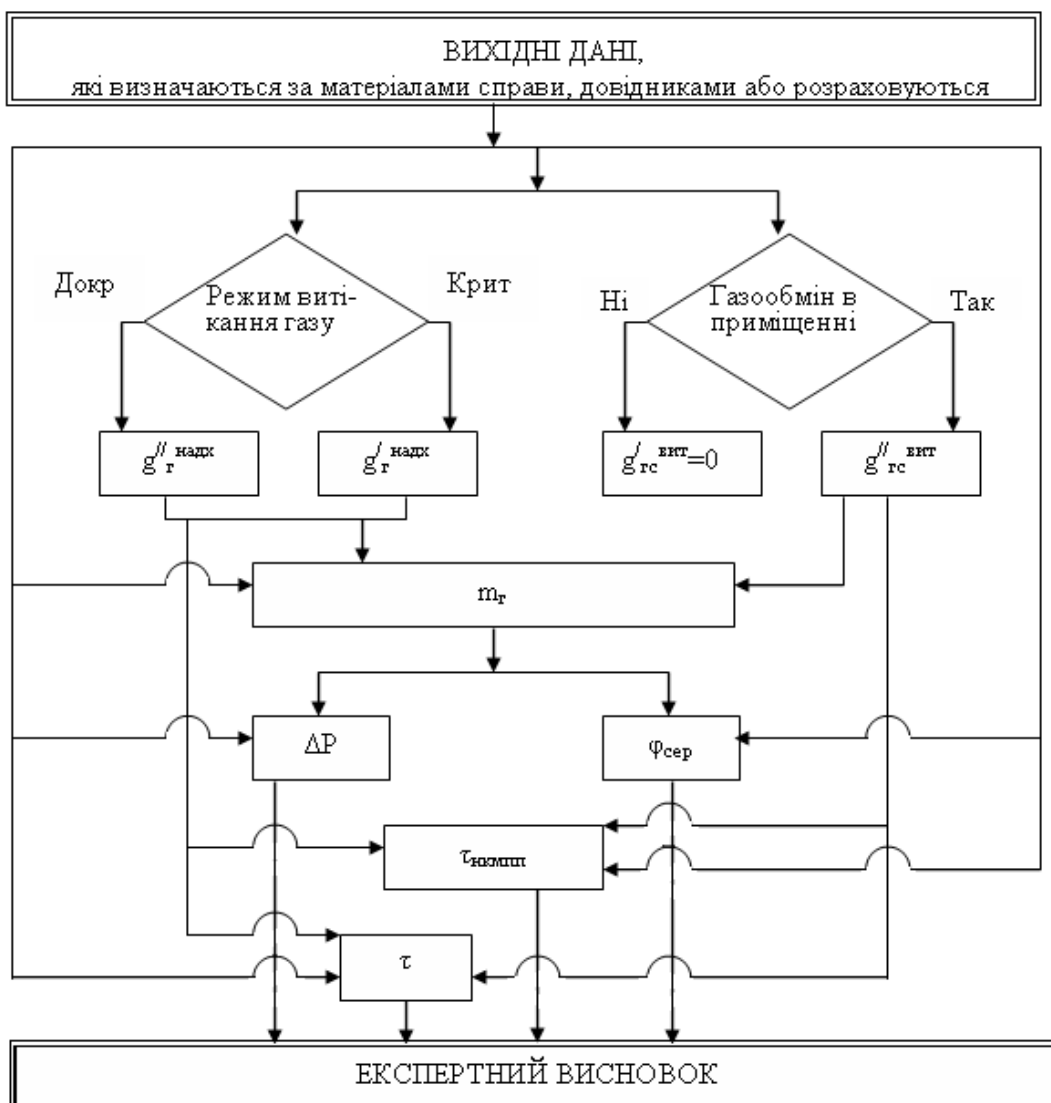 ВИХІДНІ ДАНІ,
які визначаються за матеріалами справи, довідниками або розраховуються
Докр
Режим виті-
кання газу
Крит
Ні
Газообмін в
приміщенні
Так
g//г надх
g/г надх
g/гс вит=0
g//гс вит
mг
ΔP
φсер
τнкмпп
τ
ЕКСПЕРТНИЙ ВИСНОВОК